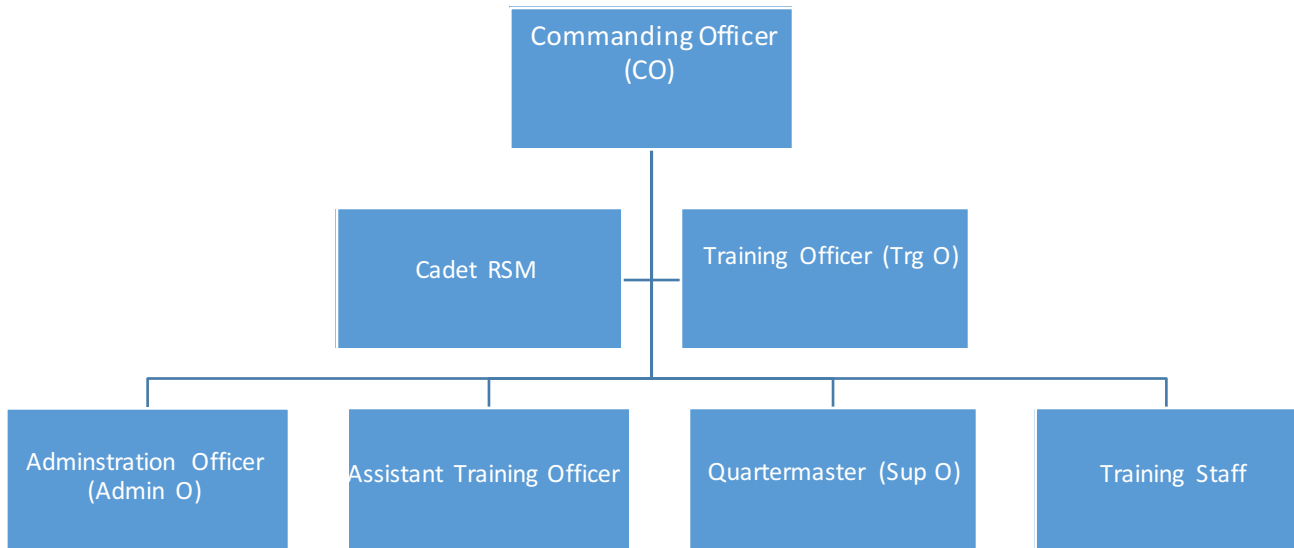 Commanding Officer
(CO)
Cadet RSM
Training Officer (Trg O)
Adminstration Officer
(Admin O)
Assistant Training Officer
Quartermaster (Sup O)
Training Staff